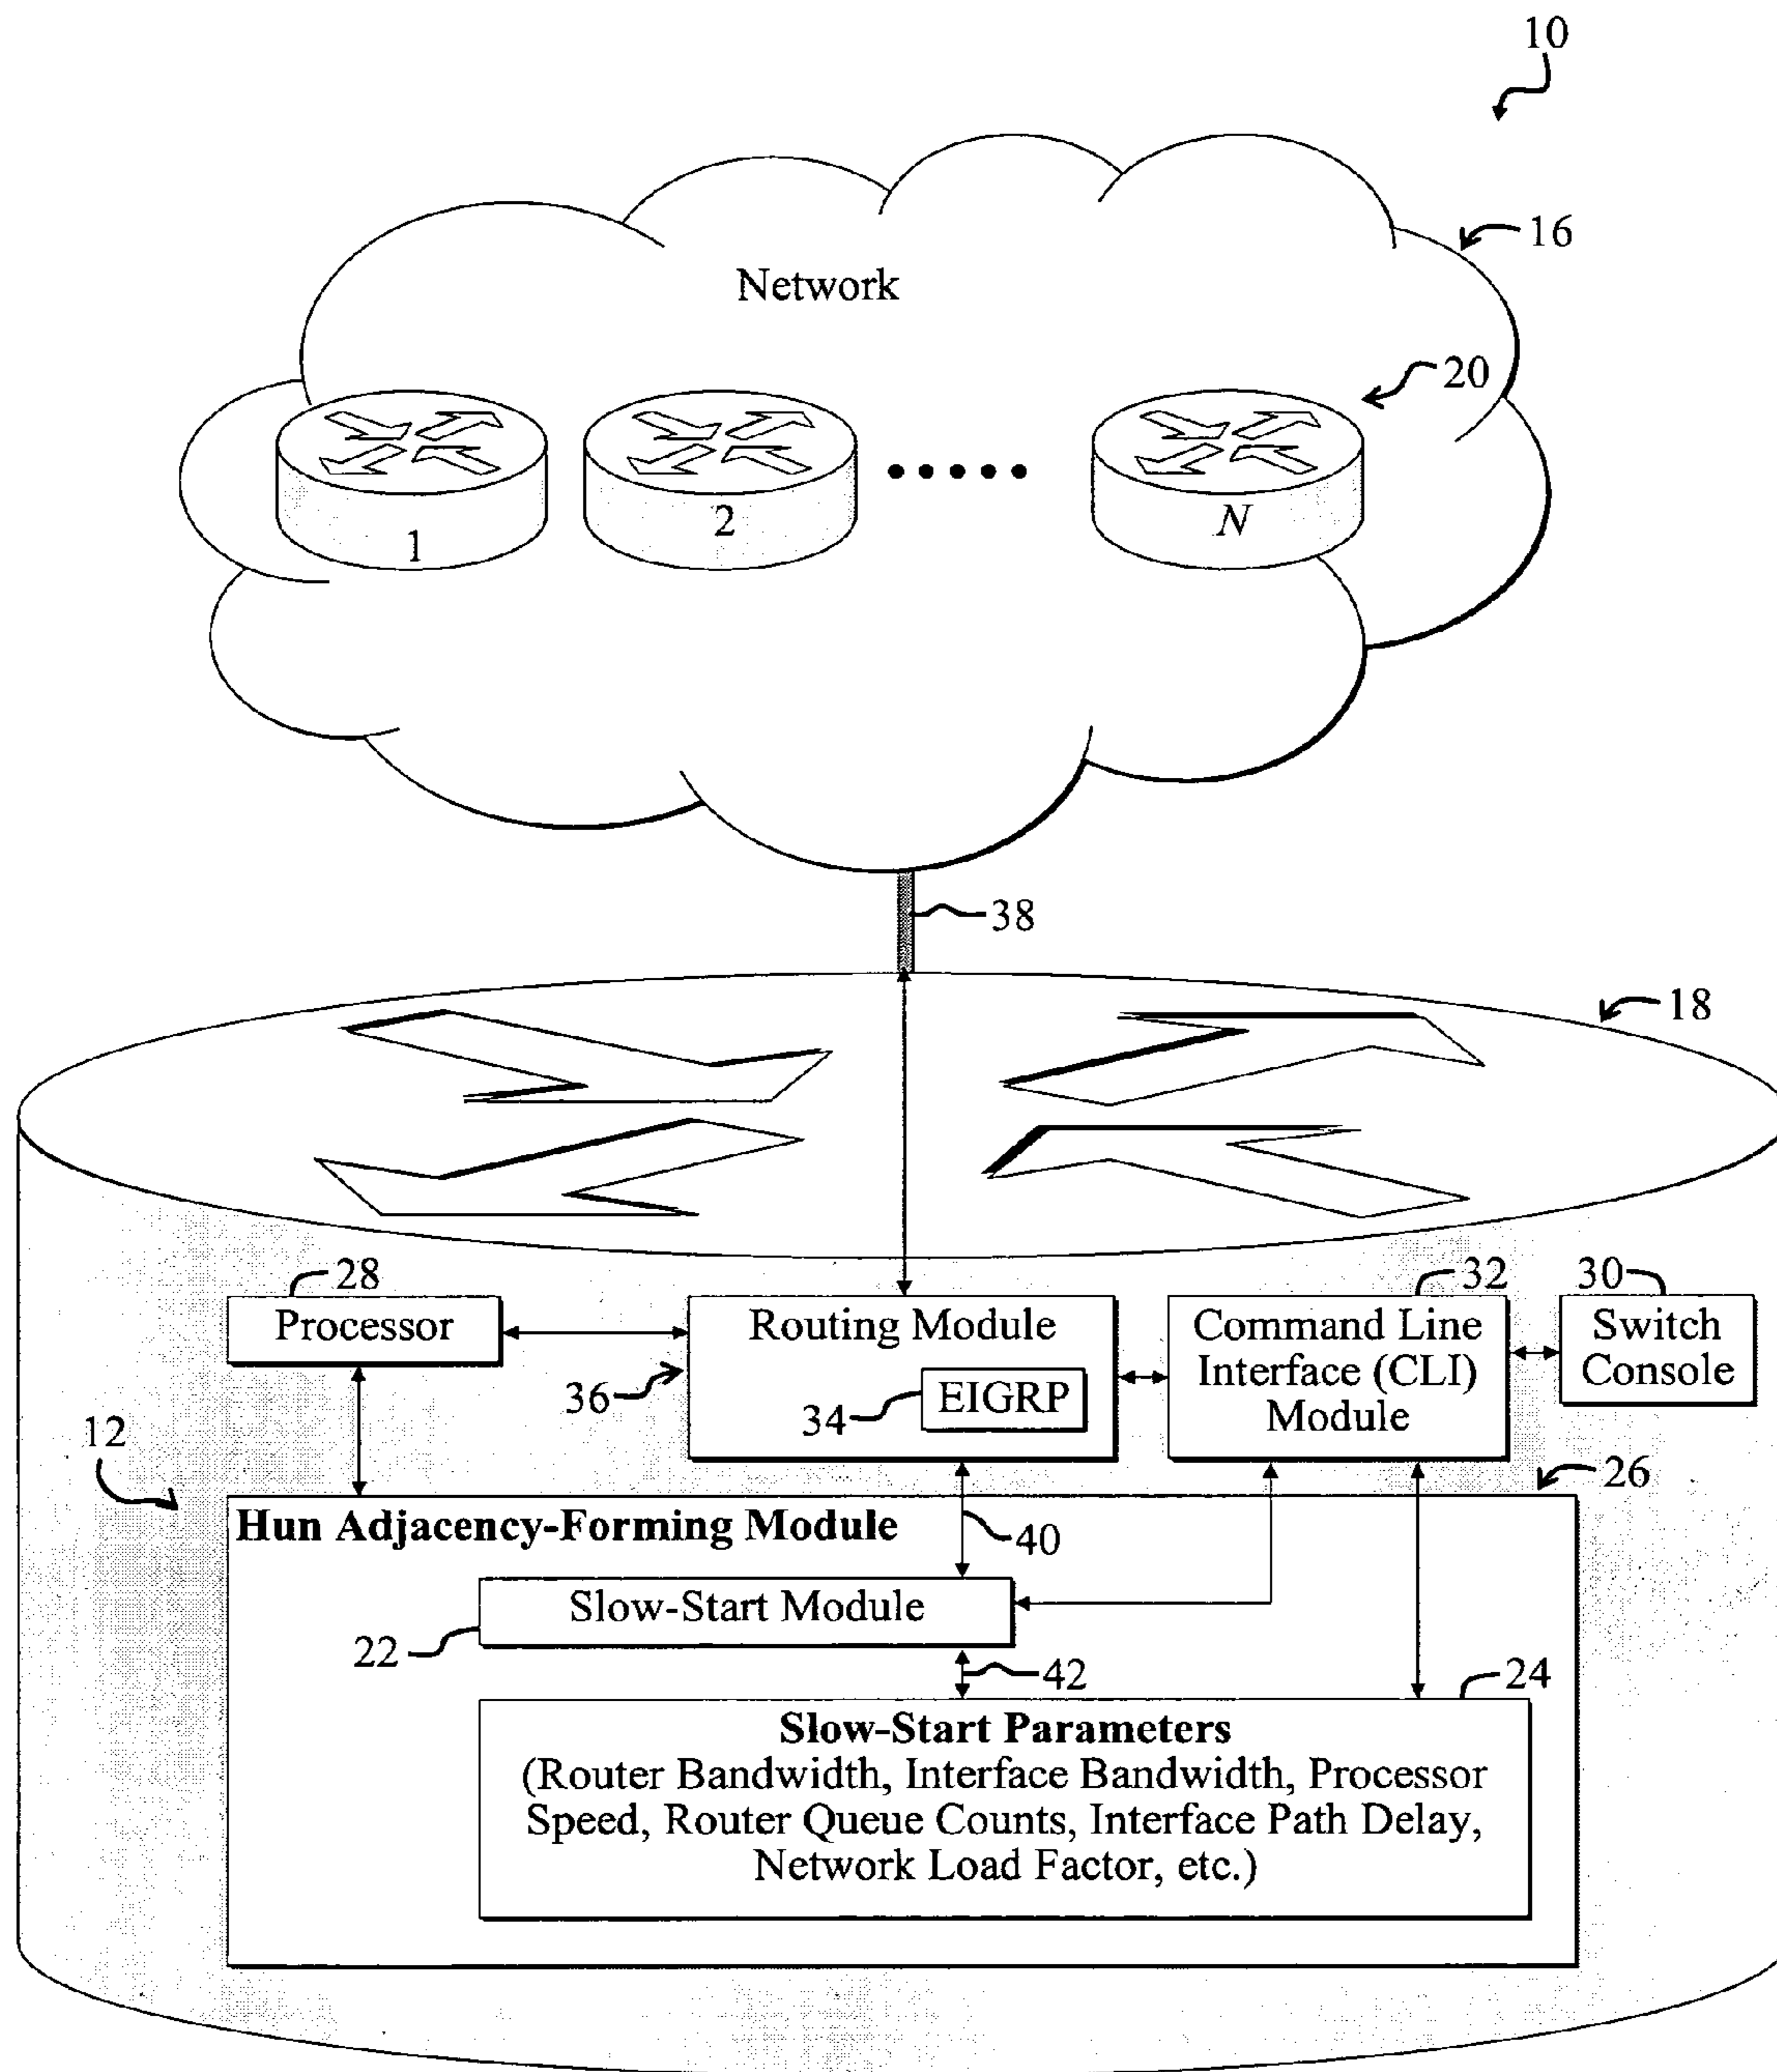 10
16
Network
20
1
2
N
38
18
28
Processor
36
Routing Module
34
EIGRP
32
Command Line
Interface (CLI)
Module
30
Switch
Console
12
26
Hun Adjacency-Forming Module
40
Slow-Start Module
22
42
24
Slow-Start Parameters
(Router Bandwidth, Interface Bandwidth, Processor
Speed, Router Queue Counts, Interface Path Delay,
Network Load Factor, etc.)